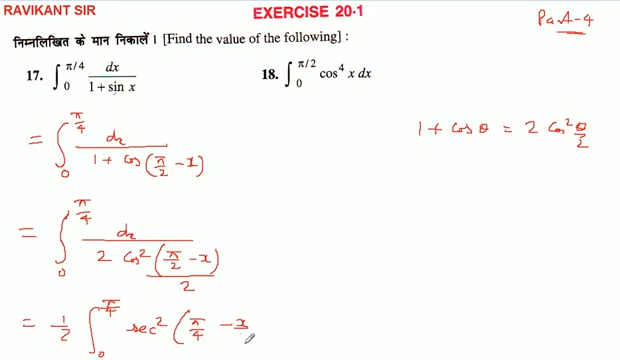 RAVIKANT SIR
EXERCISE 20·1
Part-4
निम्नलिखित के मान निकालें। [Find the value of the following] :
17. ∫₀^{π/4} dx / (1 + sin x)
18. ∫₀^{π/2} cos⁴ x dx
= ∫₀^{π/4} dx / (1 + cos(π/2 − x))
1 + cos θ = 2 cos² θ/2
= ∫₀^{π/4} dx / (2 cos² (π/2 − x)/2)
= 1/2 ∫₀^{π/4} sec² (π/4 − x